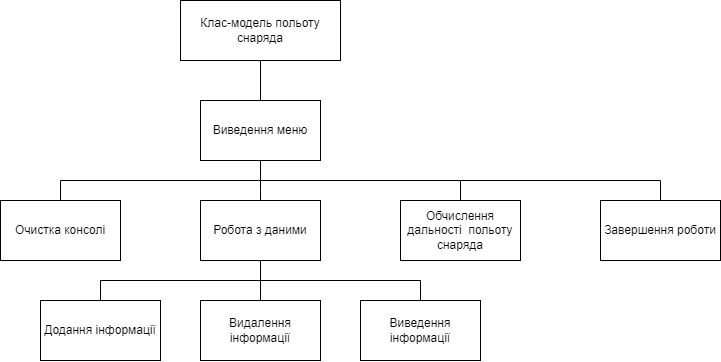 Клас-модель польоту
снаряда
Виведення меню
Очистка консолі
Робота з даними
Обчислення
дальності польоту
снаряда
Завершення роботи
Додання інформації
Видалення
інформації
Виведення
інформації